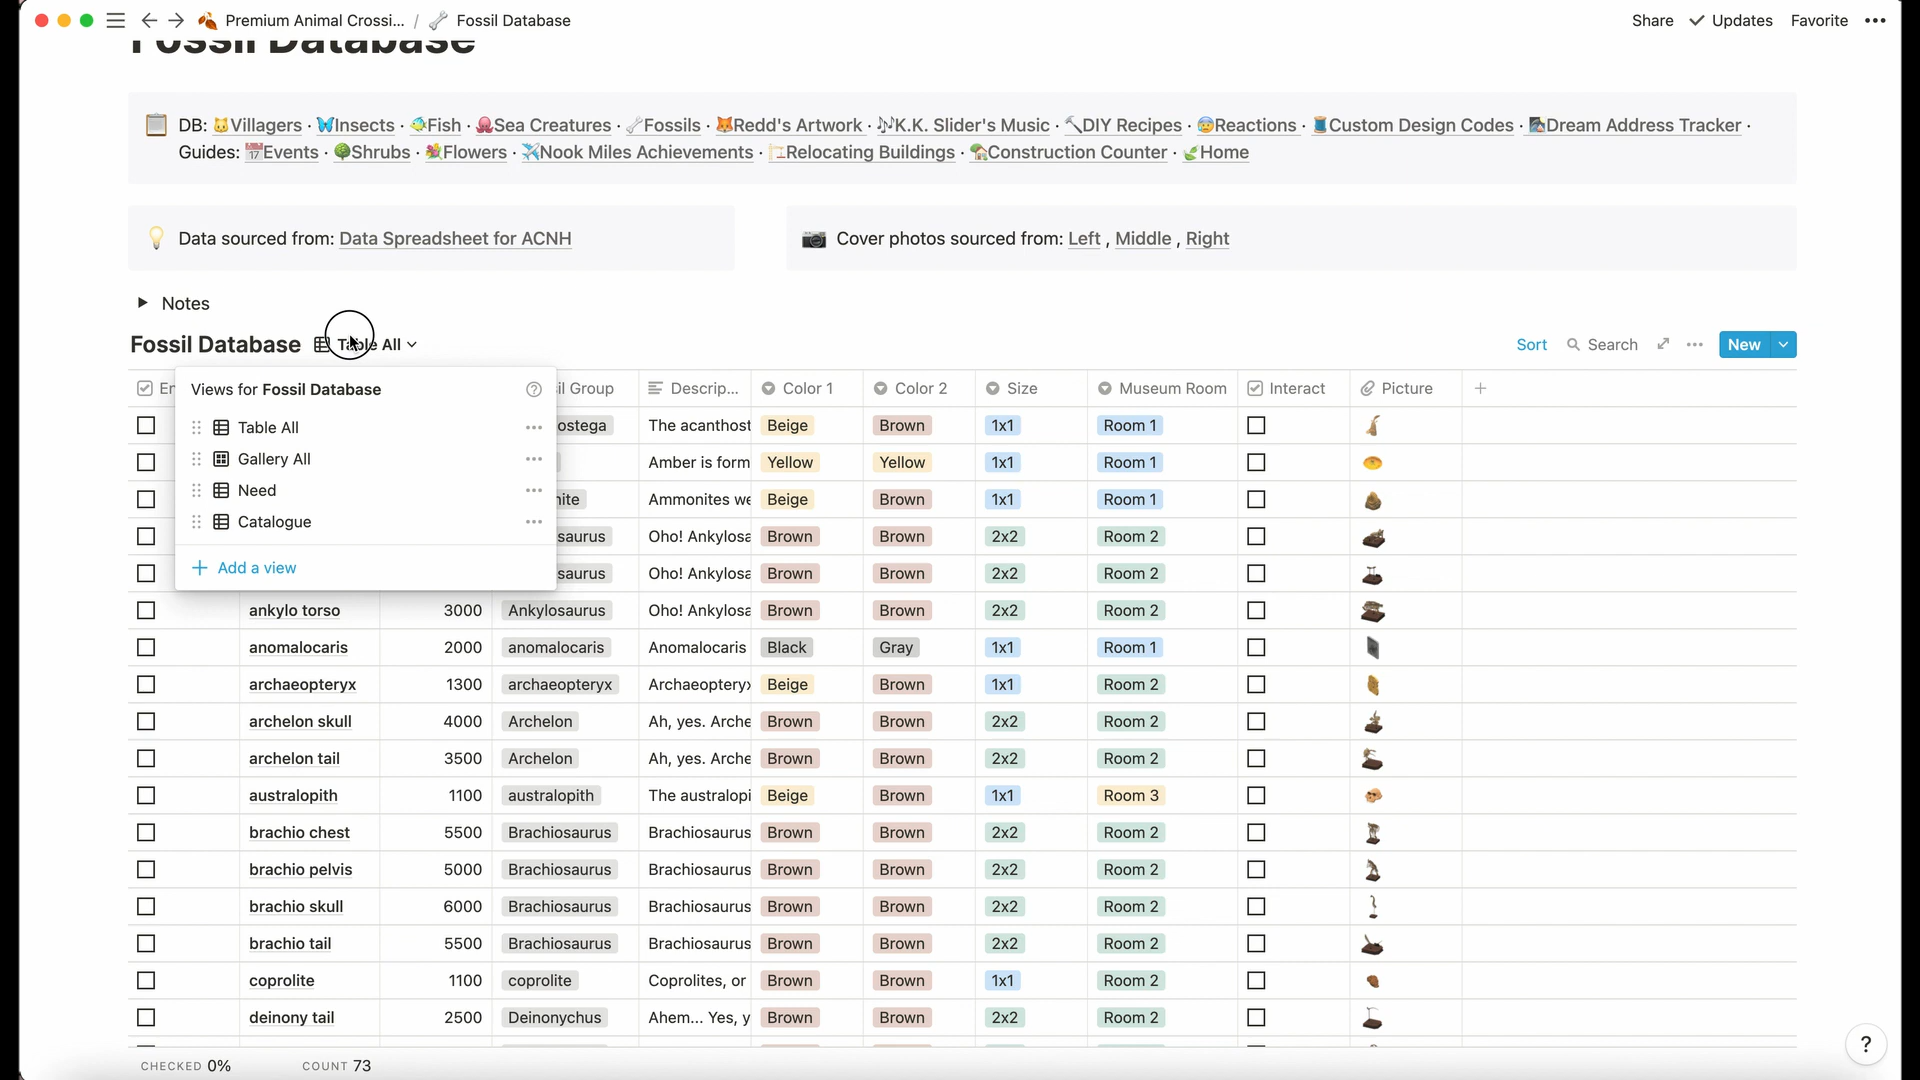 Premium Animal Crossi... / Fossil Database
Share Updates Favorite
Fossil Database
DB: Villagers · Insects · Fish · Sea Creatures · Fossils · Redd's Artwork · K.K. Slider's Music · DIY Recipes · Reactions · Custom Design Codes · Dream Address Tracker ·
Guides: Events · Shrubs · Flowers · Nook Miles Achievements · Relocating Buildings · Construction Counter · Home
Data sourced from: Data Spreadsheet for ACNH
Cover photos sourced from: Left , Middle , Right
Notes
Fossil Database Table All
Sort Search New
Views for Fossil Database
Table All
Gallery All
Need
Catalogue
Add a view
Group Descrip... Color 1 Color 2 Size Museum Room Interact Picture
ostega The acanthost Beige Brown 1x1 Room 1
Amber is form Yellow Yellow 1x1 Room 1
Ammonites we Beige Brown 1x1 Room 1
saurus Oho! Ankylosa Brown Brown 2x2 Room 2
saurus Oho! Ankylosa Brown Brown 2x2 Room 2
ankylo torso 3000 Ankylosaurus Oho! Ankylosa Brown Brown 2x2 Room 2
anomalocaris 2000 anomalocaris Anomalocaris Black Gray 1x1 Room 1
archaeopteryx 1300 archaeopteryx Archaeoptery Beige Brown 1x1 Room 2
archelon skull 4000 Archelon Ah, yes. Arche Brown Brown 2x2 Room 2
archelon tail 3500 Archelon Ah, yes. Arche Brown Brown 2x2 Room 2
australopith 1100 australopith The australopi Beige Brown 1x1 Room 3
brachio chest 5500 Brachiosaurus Brachiosaurus Brown Brown 2x2 Room 2
brachio pelvis 5000 Brachiosaurus Brachiosaurus Brown Brown 2x2 Room 2
brachio skull 6000 Brachiosaurus Brachiosaurus Brown Brown 2x2 Room 2
brachio tail 5500 Brachiosaurus Brachiosaurus Brown Brown 2x2 Room 2
coprolite 1100 coprolite Coprolites, or Brown Brown 1x1 Room 2
deinony tail 2500 Deinonychus Ahem... Yes, y Brown Brown 2x2 Room 2
CHECKED 0% COUNT 73
?